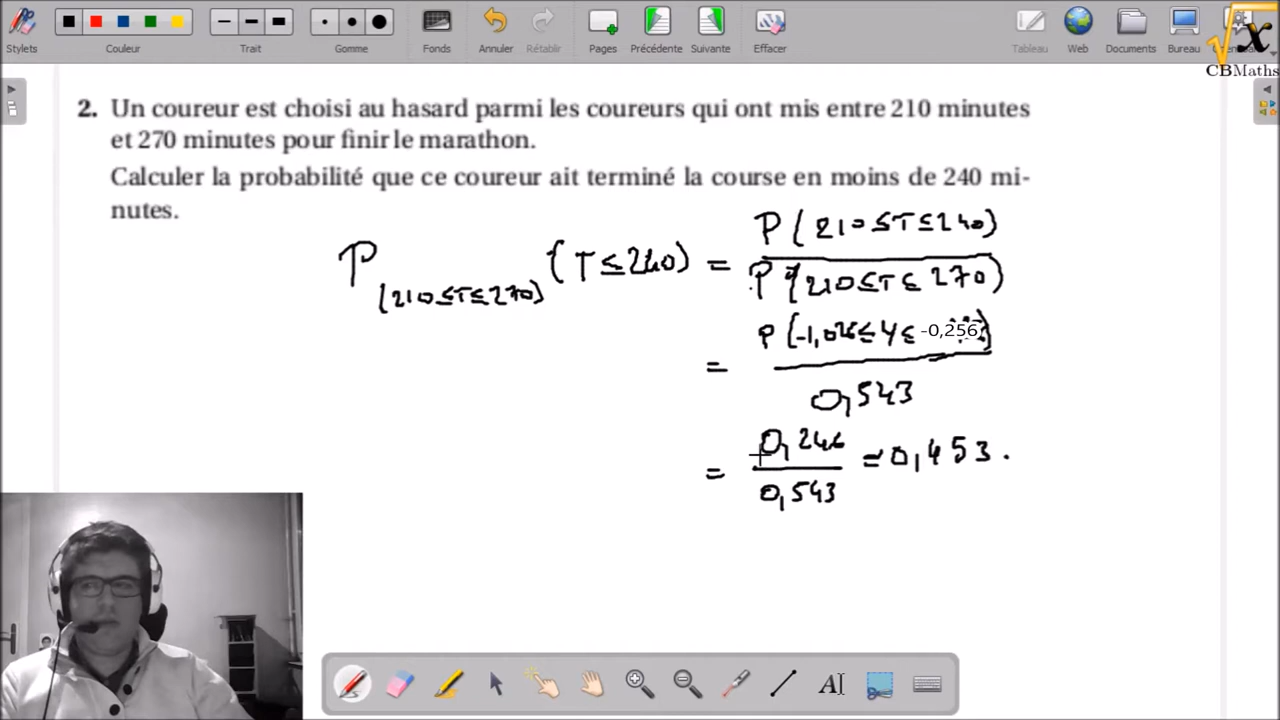 Stylets
Couleur
Trait
Gomme
Fonds
Annuler
Rétablir
Pages
Précédente
Suivante
Effacer
Tableau
Web
Documents
Bureau
CBMaths
2. Un coureur est choisi au hasard parmi les coureurs qui ont mis entre 210 minutes
et 270 minutes pour finir le marathon.
Calculer la probabilité que ce coureur ait terminé la course en moins de 240 mi-
nutes.
P(210≤T≤240)
P(210≤T≤270) (T≤240) =
P(210≤T≤270)
P(-1,026≤Y≤ -0,256)
=
0,543
0,246
= ≃0,453.
0,543